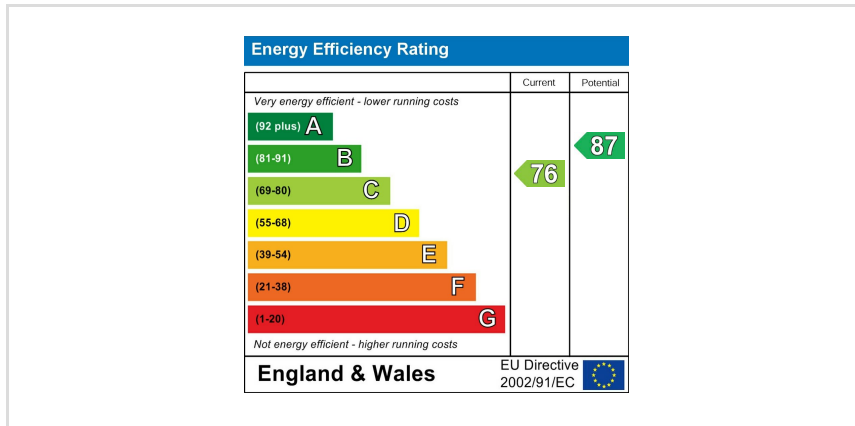 Energy Efficiency Rating
Current Potential
Very energy efficient - lower running costs
(92 plus) A
(81-91) B
87
(69-80) C
76
(55-68) D
(39-54) E
(21-38) F
(1-20) G
Not energy efficient - higher running costs
England & Wales
EU Directive
2002/91/EC